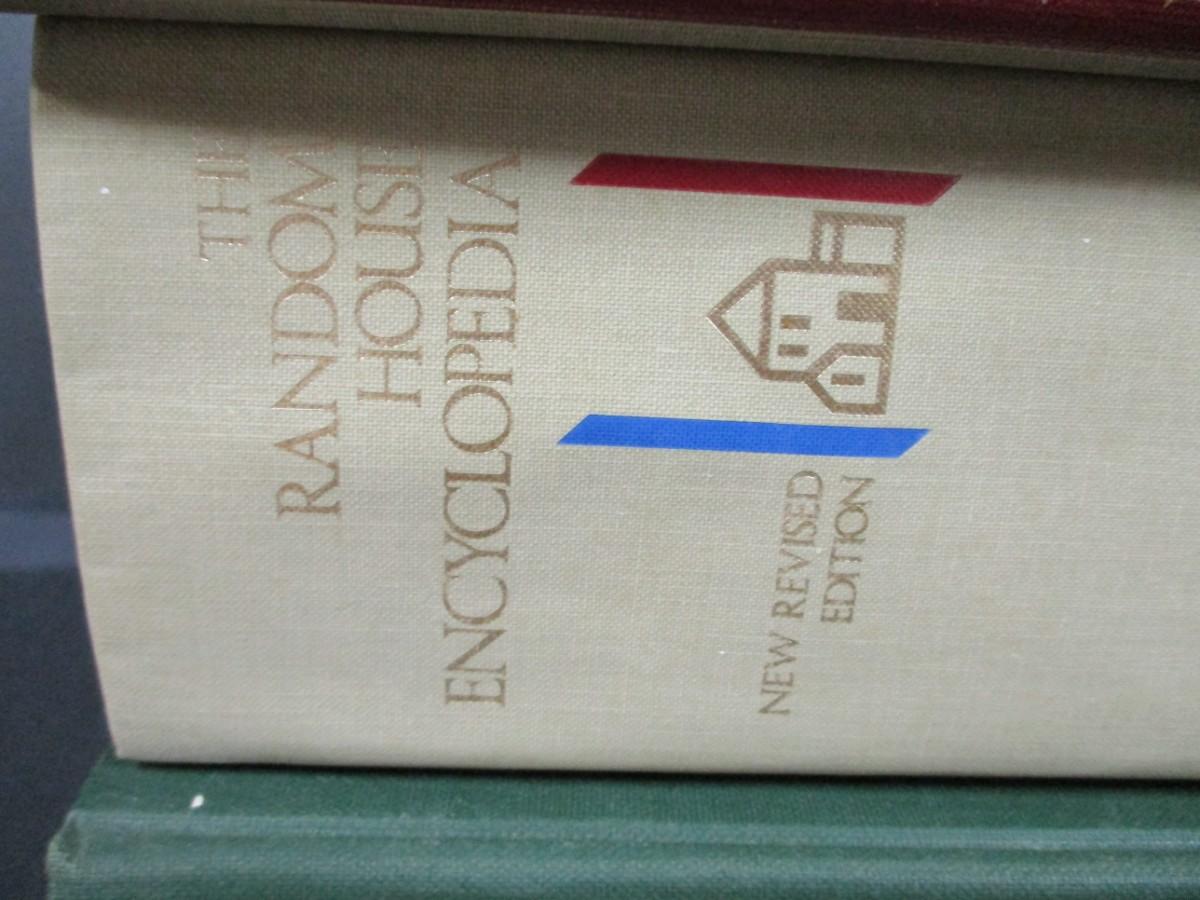 THE
RANDOM
HOUSE
ENCYCLOPEDIA
NEW REVISED
EDITION